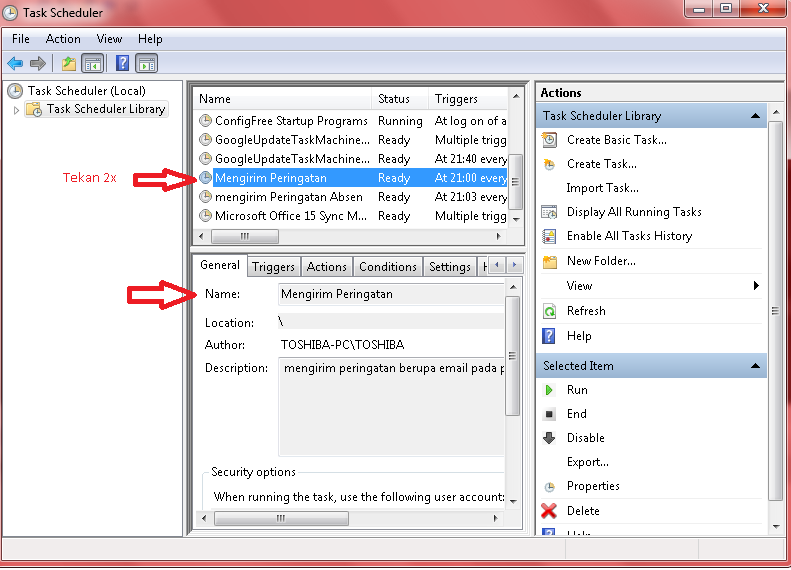 Task Scheduler
File Action View Help
Task Scheduler (Local)
Task Scheduler Library
Name Status Triggers
ConfigFree Startup Programs Running At log on of a
GoogleUpdateTaskMachine... Ready Multiple trigg
GoogleUpdateTaskMachine... Ready At 21:40 every
Tekan 2x
Mengirim Peringatan Ready At 21:00 every
mengirim Peringatan Absen Ready At 21:03 every
Microsoft Office 15 Sync M... Ready Multiple trigg
General Triggers Actions Conditions Settings H
Name: Mengirim Peringatan
Location: \
Author: TOSHIBA-PC\TOSHIBA
Description: mengirim peringatan berupa email pada p
Security options
When running the task, use the following user account:
Actions
Task Scheduler Library
Create Basic Task...
Create Task...
Import Task...
Display All Running Tasks
Enable All Tasks History
New Folder...
View
Refresh
Help
Selected Item
Run
End
Disable
Export...
Properties
Delete
Help